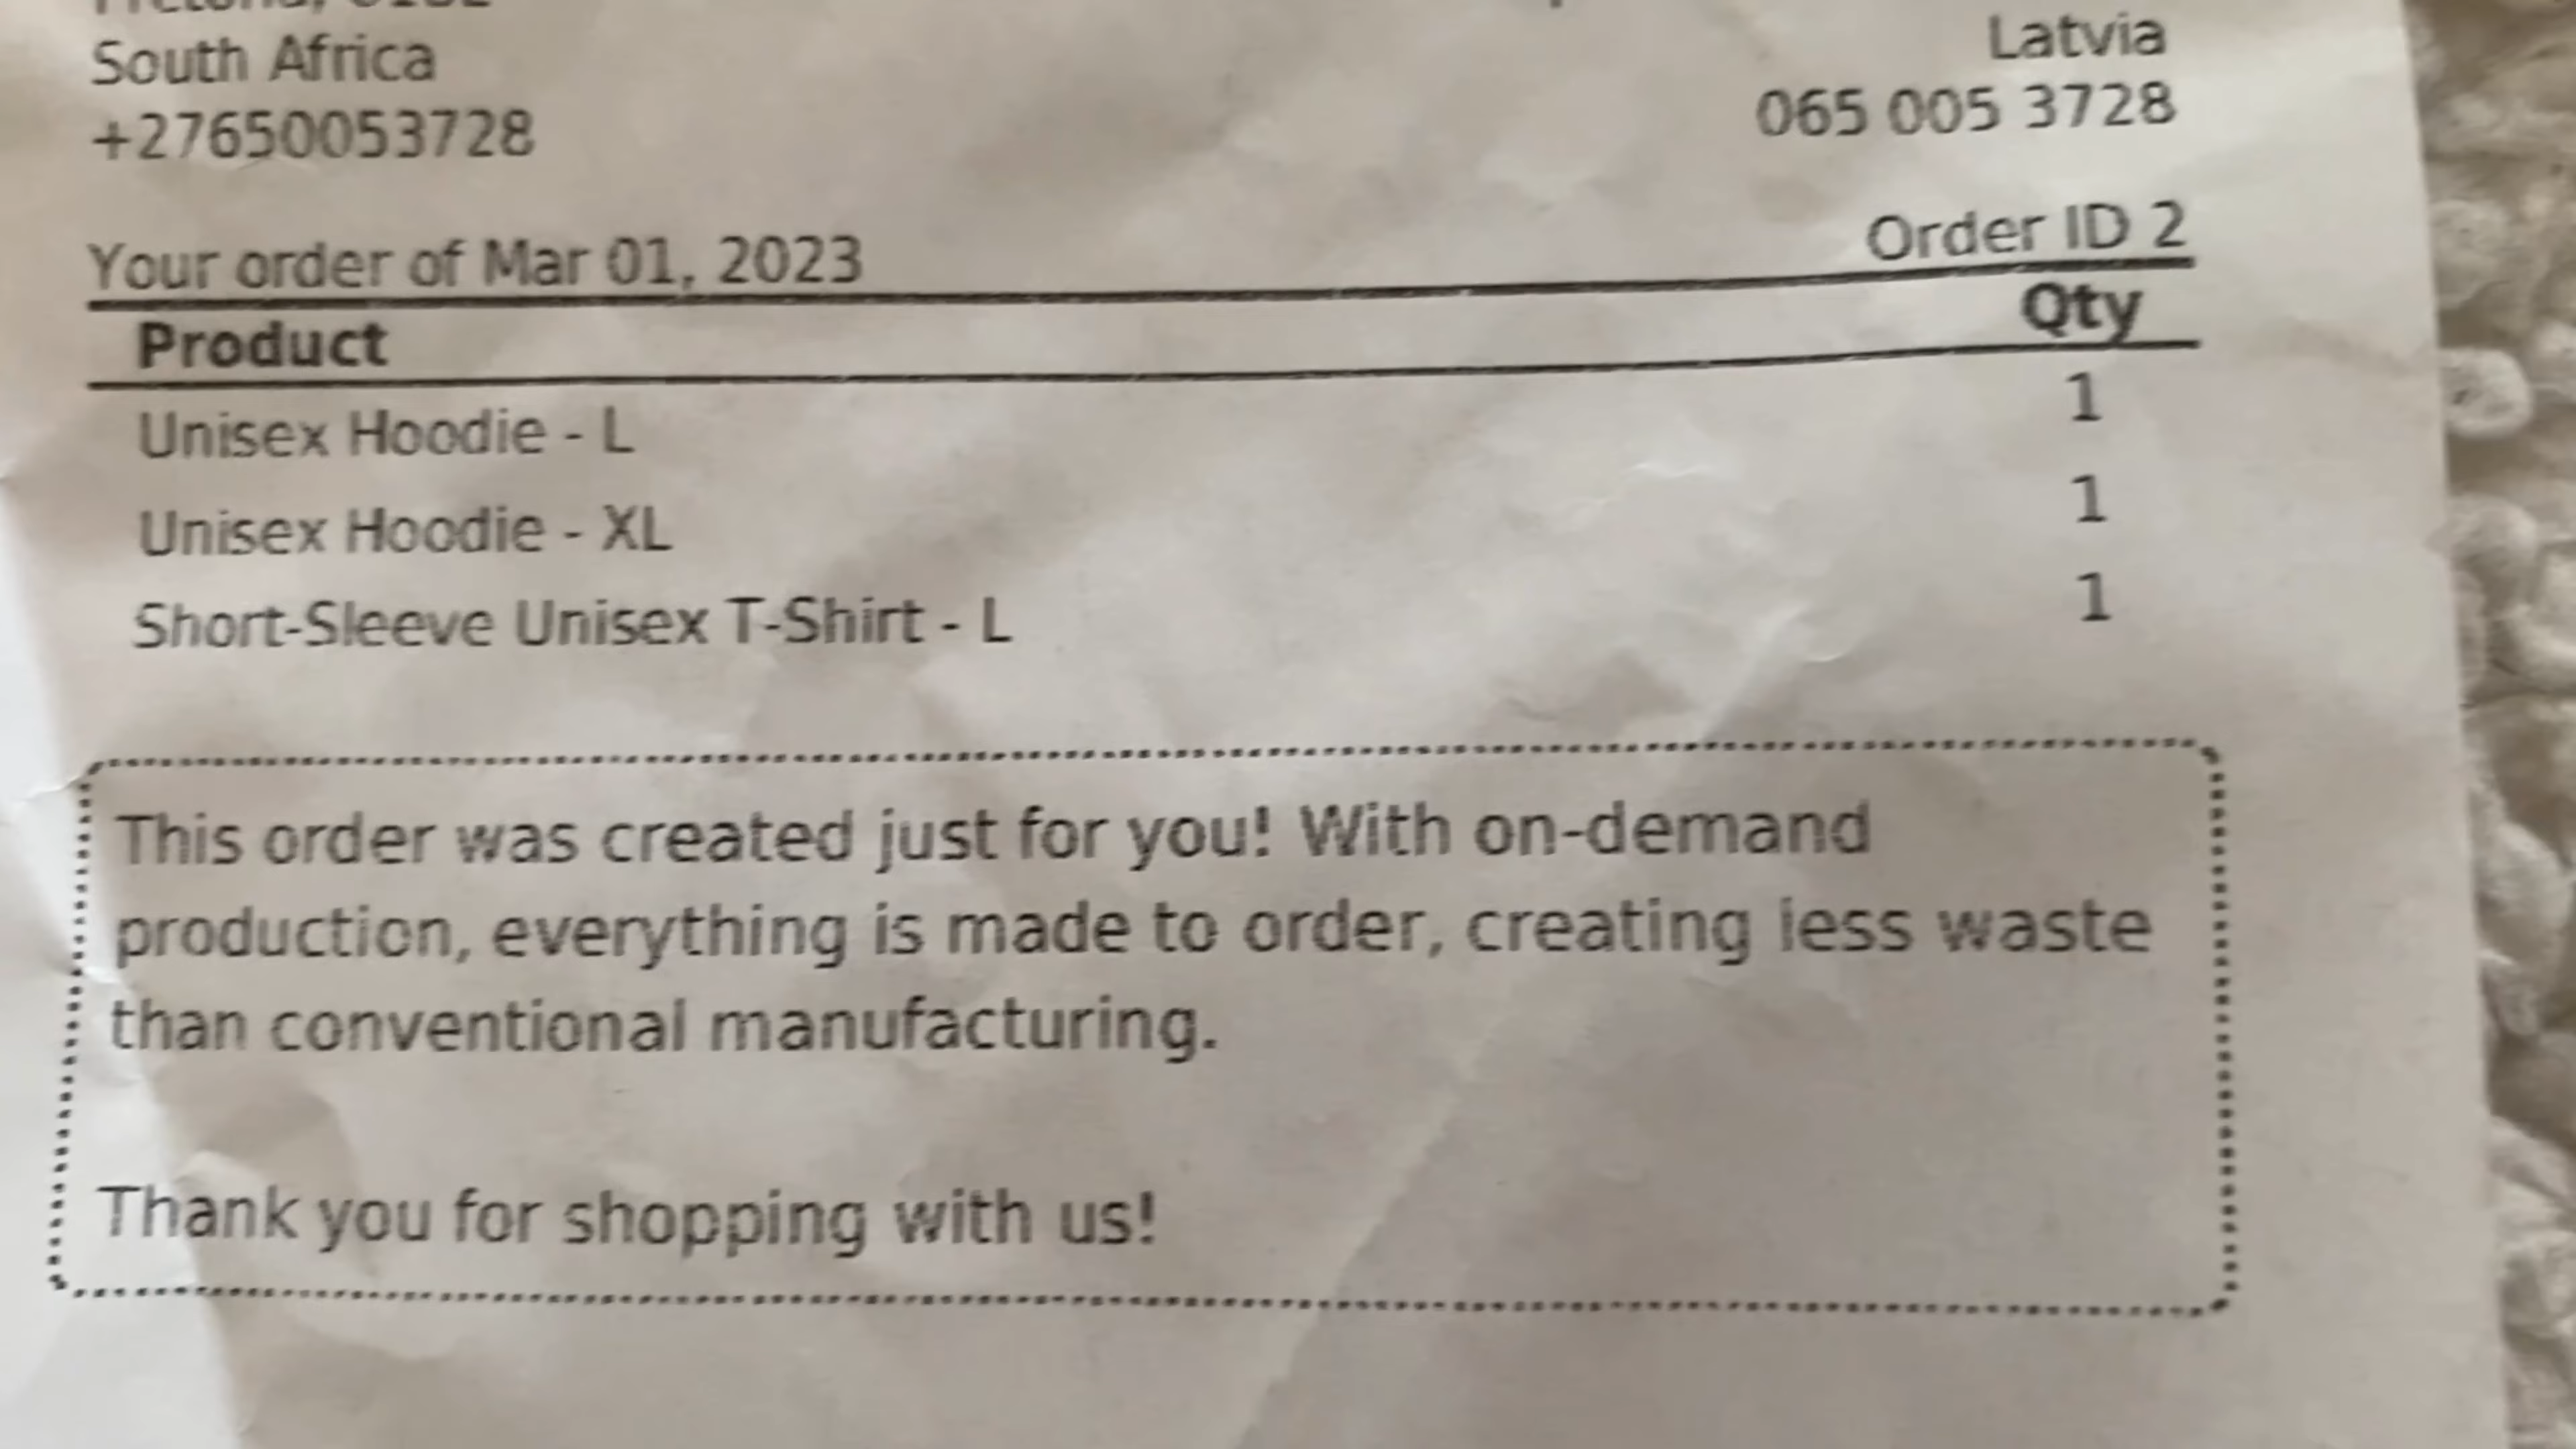 South Africa
+27650053728
Latvia
065 005 3728
Your order of Mar 01, 2023
Order ID 2
Product Qty
Unisex Hoodie - L 1
Unisex Hoodie - XL 1
Short-Sleeve Unisex T-Shirt - L 1
This order was created just for you! With on-demand
production, everything is made to order, creating less waste
than conventional manufacturing.
Thank you for shopping with us!